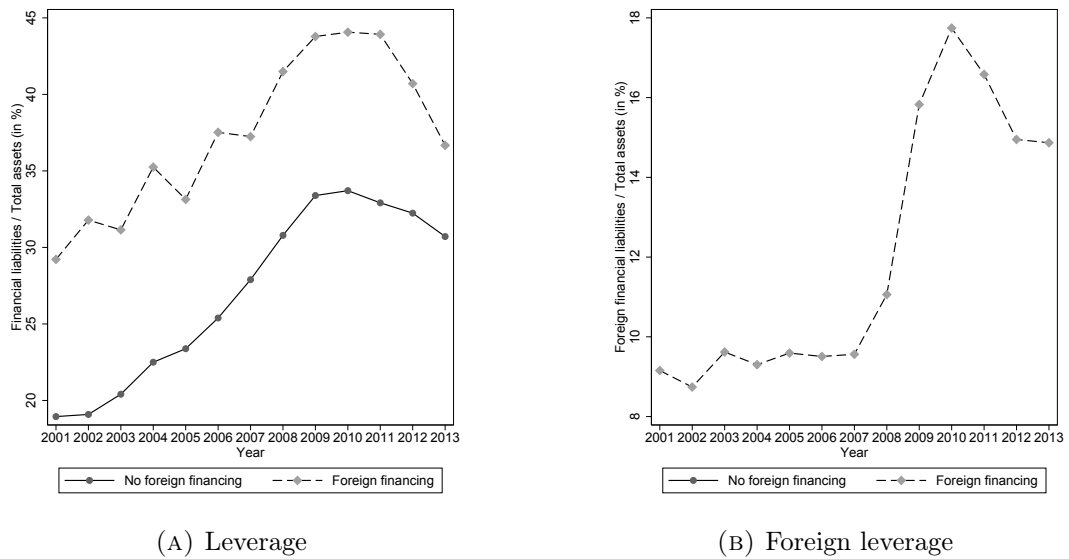 Financial liabilities / Total assets (in %)
45
40
35
30
25
20
2001 2002 2003 2004 2005 2006 2007 2008 2009 2010 2011 2012 2013
Year
No foreign financing
Foreign financing
(A) Leverage
Foreign financial liabilities / Total assets (in %)
18
16
14
12
10
8
2001 2002 2003 2004 2005 2006 2007 2008 2009 2010 2011 2012 2013
Year
No foreign financing
Foreign financing
(B) Foreign leverage